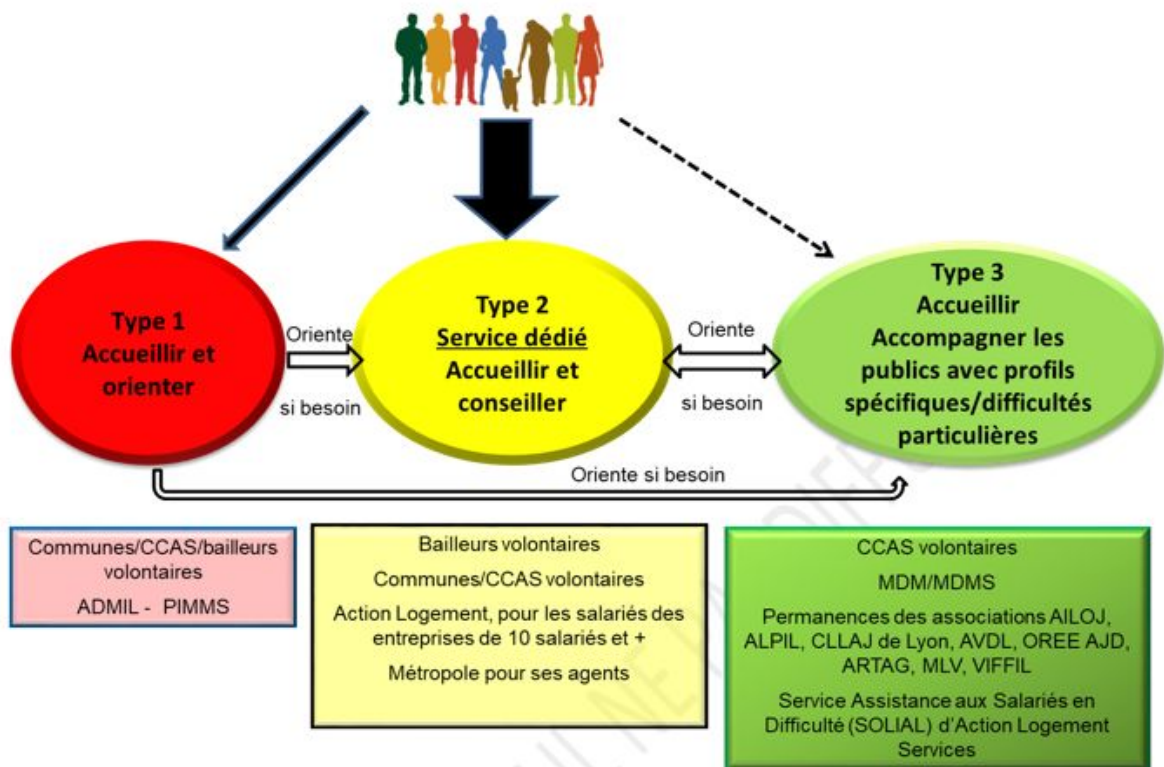 Type 1
Accueillir et
orienter
Oriente
si besoin
Type 2
Service dédié
Accueillir et
conseiller
Oriente
si besoin
Type 3
Accueillir
Accompagner les
publics avec profils
spécifiques/difficultés
particulières
Oriente si besoin
Communes/CCAS/bailleurs
volontaires
ADMIL - PIMMS
Bailleurs volontaires
Communes/CCAS volontaires
Action Logement, pour les salariés des
entreprises de 10 salariés et +
Métropole pour ses agents
CCAS volontaires
MDM/MDMS
Permanences des associations AILOJ,
ALPIL, CLLAJ de Lyon, AVDL, OREE AJD,
ARTAG, MLV, VIFFIL
Service Assistance aux Salariés en
Difficulté (SOLIAL) d'Action Logement
Services